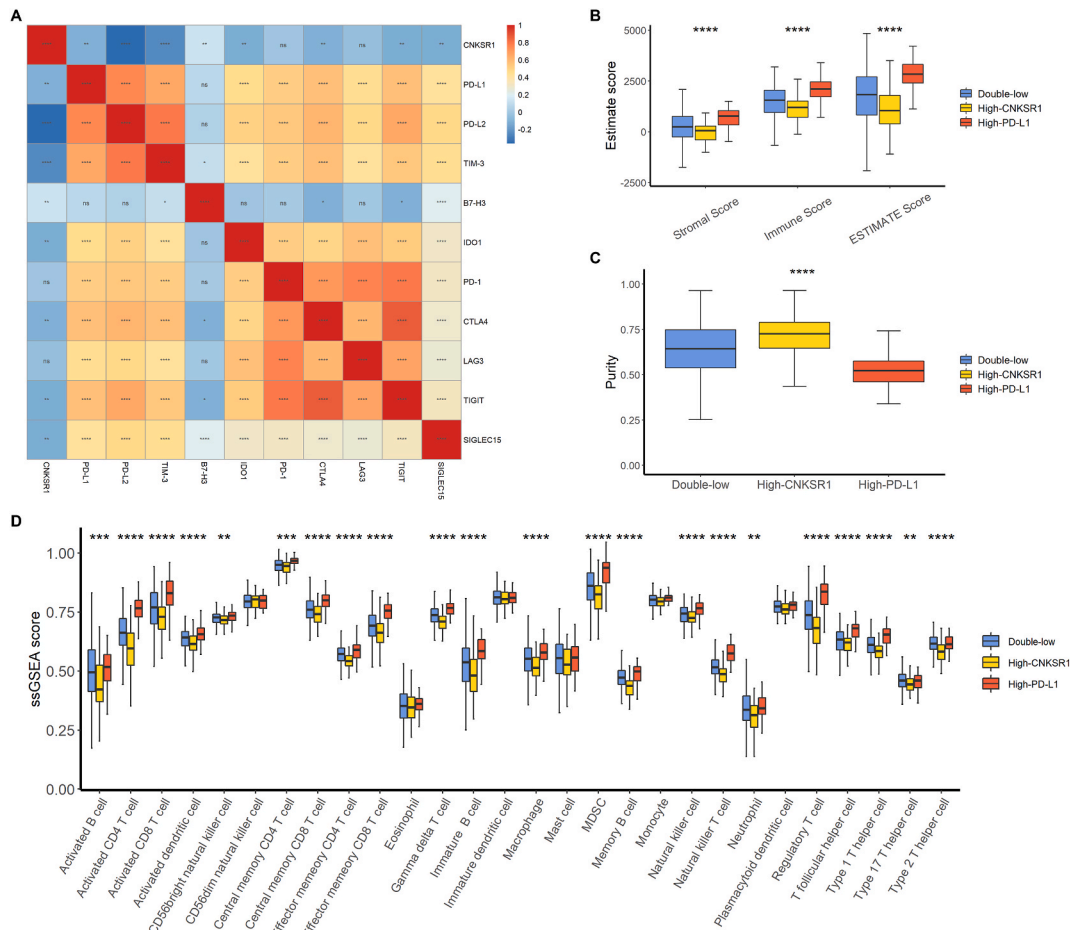 A
1
0.8
0.6
0.4
0.2
0
-0.2
CNKSR1 ** **** **** ** ** ns ** ns ** **
PD-L1 ** **** **** **** ns **** **** **** **** **** ****
PD-L2
TIM-3
B7-H3
IDO1
PD-1
CTLA4
LAG3
TIGIT
SIGLEC15
CNKSR1 PD-L1 PD-L2 TIM-3 B7-H3 IDO1 PD-1 CTLA4 LAG3 TIGIT SIGLEC15
B
**** **** ****
Estimate score
5000
2500
0
-2500
Stromal Score Immune Score ESTIMATE Score
Double-low
High-CNKSR1
High-PD-L1
C
****
Purity
1.00
0.75
0.50
0.25
0.00
Double-low High-CNKSR1 High-PD-L1
Double-low
High-CNKSR1
High-PD-L1
D
*** **** **** **** ** *** **** **** **** **** **** **** **** **** **** **** ** **** **** **** ** ****
ssGSEA score
1.00
0.75
0.50
0.25
0.00
Activated B cell
Activated CD4 T cell
Activated CD8 T cell
Activated dendritic cell
CD56bright natural killer cell
CD56dim natural killer cell
Central memory CD4 T cell
Central memory CD8 T cell
ffector memeory CD4 T cell
ffector memeory CD8 T cell
Eosinophil
Gamma delta T cell
Immature B cell
Immature dendritic cell
Macrophage
Mast cell
MDSC
Memory B cell
Monocyte
Natural killer cell
Natural killer T cell
Neutrophil
Plasmacytoid dendritic cell
Regulatory T cell
T follicular helper cell
Type 1 T helper cell
Type 17 T helper cell
Type 2 T helper cell
Double-low
High-CNKSR1
High-PD-L1